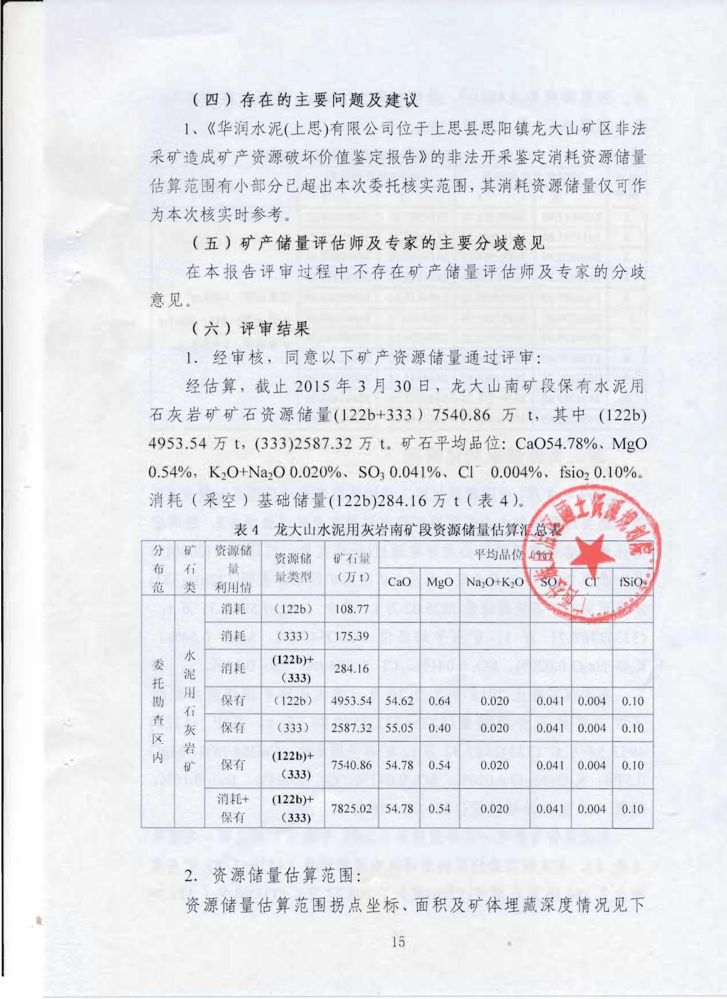 （四）存在的主要问题及建议
1、《华润水泥(上思)有限公司位于上思县思阳镇龙大山矿区非法
采矿造成矿产资源破坏价值鉴定报告》的非法开采鉴定消耗资源储量
估算范围有小部分已超出本次委托核实范围，其消耗资源储量仅可作
为本次核实时参考。
（五）矿产储量评估师及专家的主要分歧意见
在本报告评审过程中不存在矿产储量评估师及专家的分歧
意见。
（六）评审结果
1. 经审核，同意以下矿产资源储量通过评审：
经估算，截止 2015 年 3 月 30 日，龙大山南矿段保有水泥用
石灰岩矿矿石资源储量(122b+333）7540.86 万 t，其中 (122b)
4953.54 万 t，(333)2587.32 万 t。矿石平均品位：CaO54.78%、MgO
0.54%，K₂O+Na₂O 0.020%、SO₃ 0.041%、Cl⁻ 0.004%、fsio₂ 0.10%。
消耗（采空）基础储量(122b)284.16 万 t（表 4）。
表 4 龙大山水泥用灰岩南矿段资源储量估算汇总表
分布范 矿石类 资源储量利用情 资源储量类型 矿石量（万 t） 平均品位（%）
CaO MgO Na₂O+K₂O SO₃ Cl⁻ fSiO₂
委托勘查区内 水泥用石灰岩矿
消耗 （122b） 108.77
消耗 （333） 175.39
消耗 (122b)+（333) 284.16
保有 （122b） 4953.54 54.62 0.64 0.020 0.041 0.004 0.10
保有 （333） 2587.32 55.05 0.40 0.020 0.041 0.004 0.10
保有 (122b)+（333) 7540.86 54.78 0.54 0.020 0.041 0.004 0.10
消耗+保有 (122b)+（333) 7825.02 54.78 0.54 0.020 0.041 0.004 0.10
广西壮族自治区国土资源规划院
2. 资源储量估算范围：
资源储量估算范围拐点坐标、面积及矿体埋藏深度情况见下
15